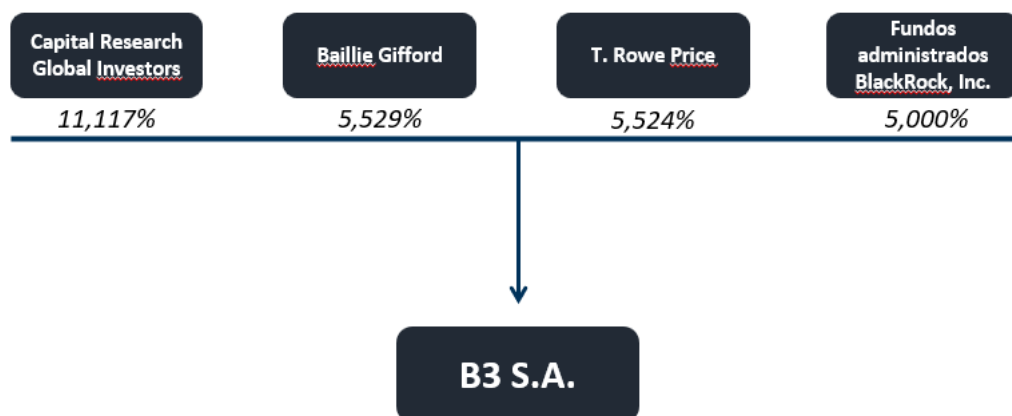 Capital Research
Global Investors
Baillie Gifford
T. Rowe Price
Fundos
administrados
BlackRock, Inc.
11,117%
5,529%
5,524%
5,000%
B3 S.A.